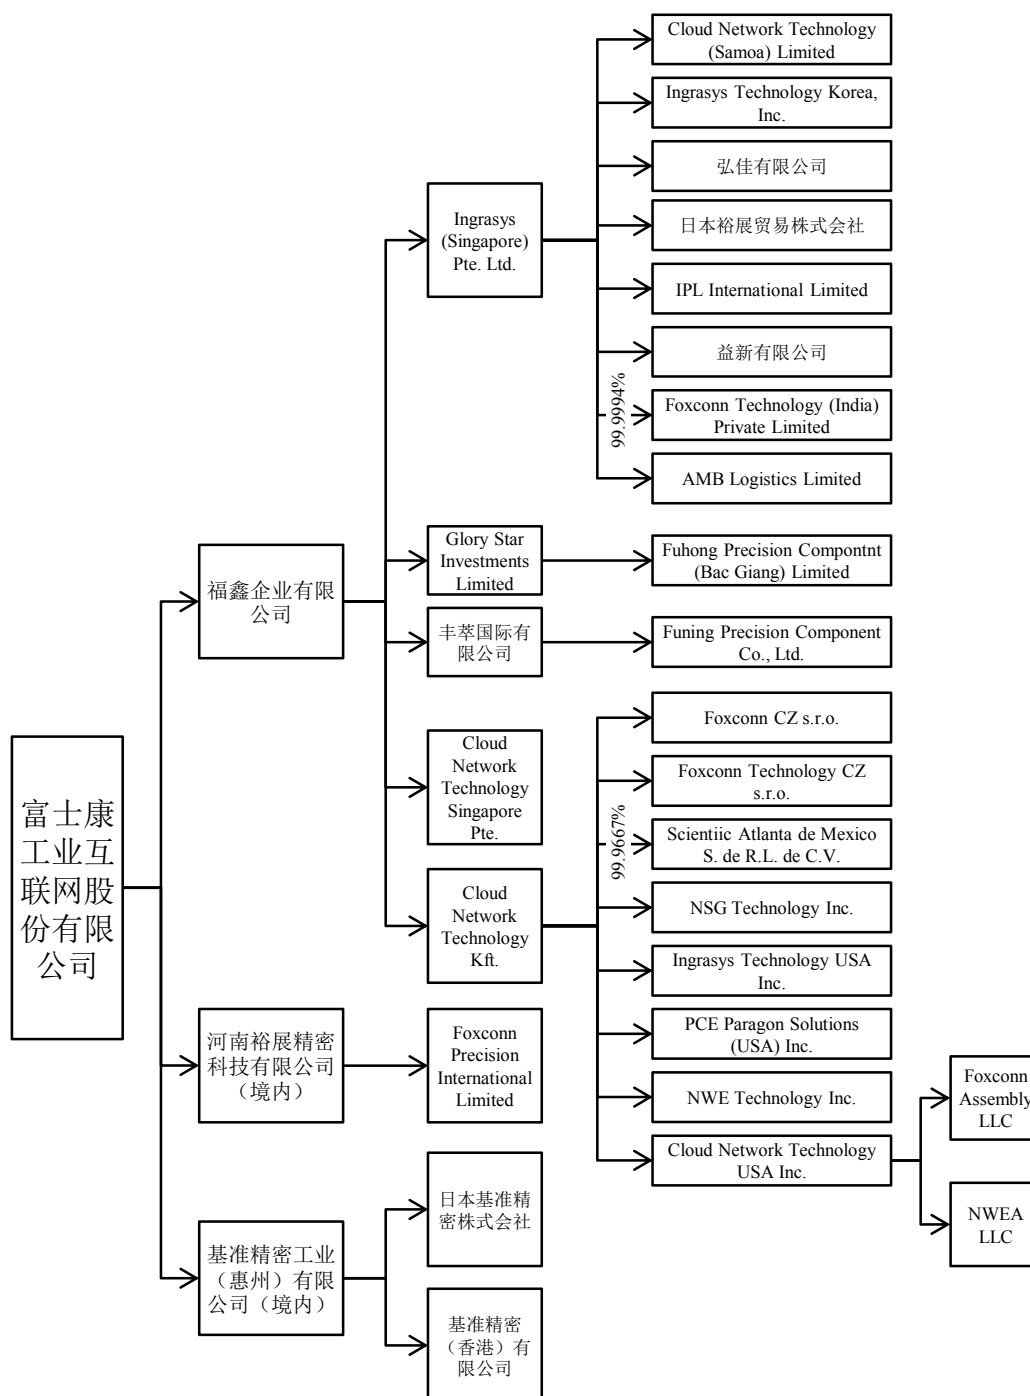 富士康
工业互
联网股
份有限
公司
福鑫企业有限
公司
河南裕展精密
科技有限公司
（境内）
基准精密工业
（惠州）有限
公司（境内）
Ingrasys
(Singapore)
Pte. Ltd.
Glory Star
Investments
Limited
丰萃国际有
限公司
Cloud
Network
Technology
Singapore
Pte.
Cloud
Network
Technology
Kft.
Foxconn
Precision
International
Limited
日本基准精
密株式会社
基准精密
（香港）有
限公司
Cloud Network Technology
(Samoa) Limited
Ingrasys Technology Korea,
Inc.
弘佳有限公司
日本裕展贸易株式会社
IPL International Limited
益新有限公司
99.9994%
Foxconn Technology (India)
Private Limited
AMB Logistics Limited
Fuhong Precision Compontnt
(Bac Giang) Limited
Funing Precision Component
Co., Ltd.
Foxconn CZ s.r.o.
Foxconn Technology CZ
s.r.o.
99.9667%
Scientiic Atlanta de Mexico
S. de R.L. de C.V.
NSG Technology Inc.
Ingrasys Technology USA
Inc.
PCE Paragon Solutions
(USA) Inc.
NWE Technology Inc.
Cloud Network Technology
USA Inc.
Foxconn
Assembly
LLC
NWEA
LLC